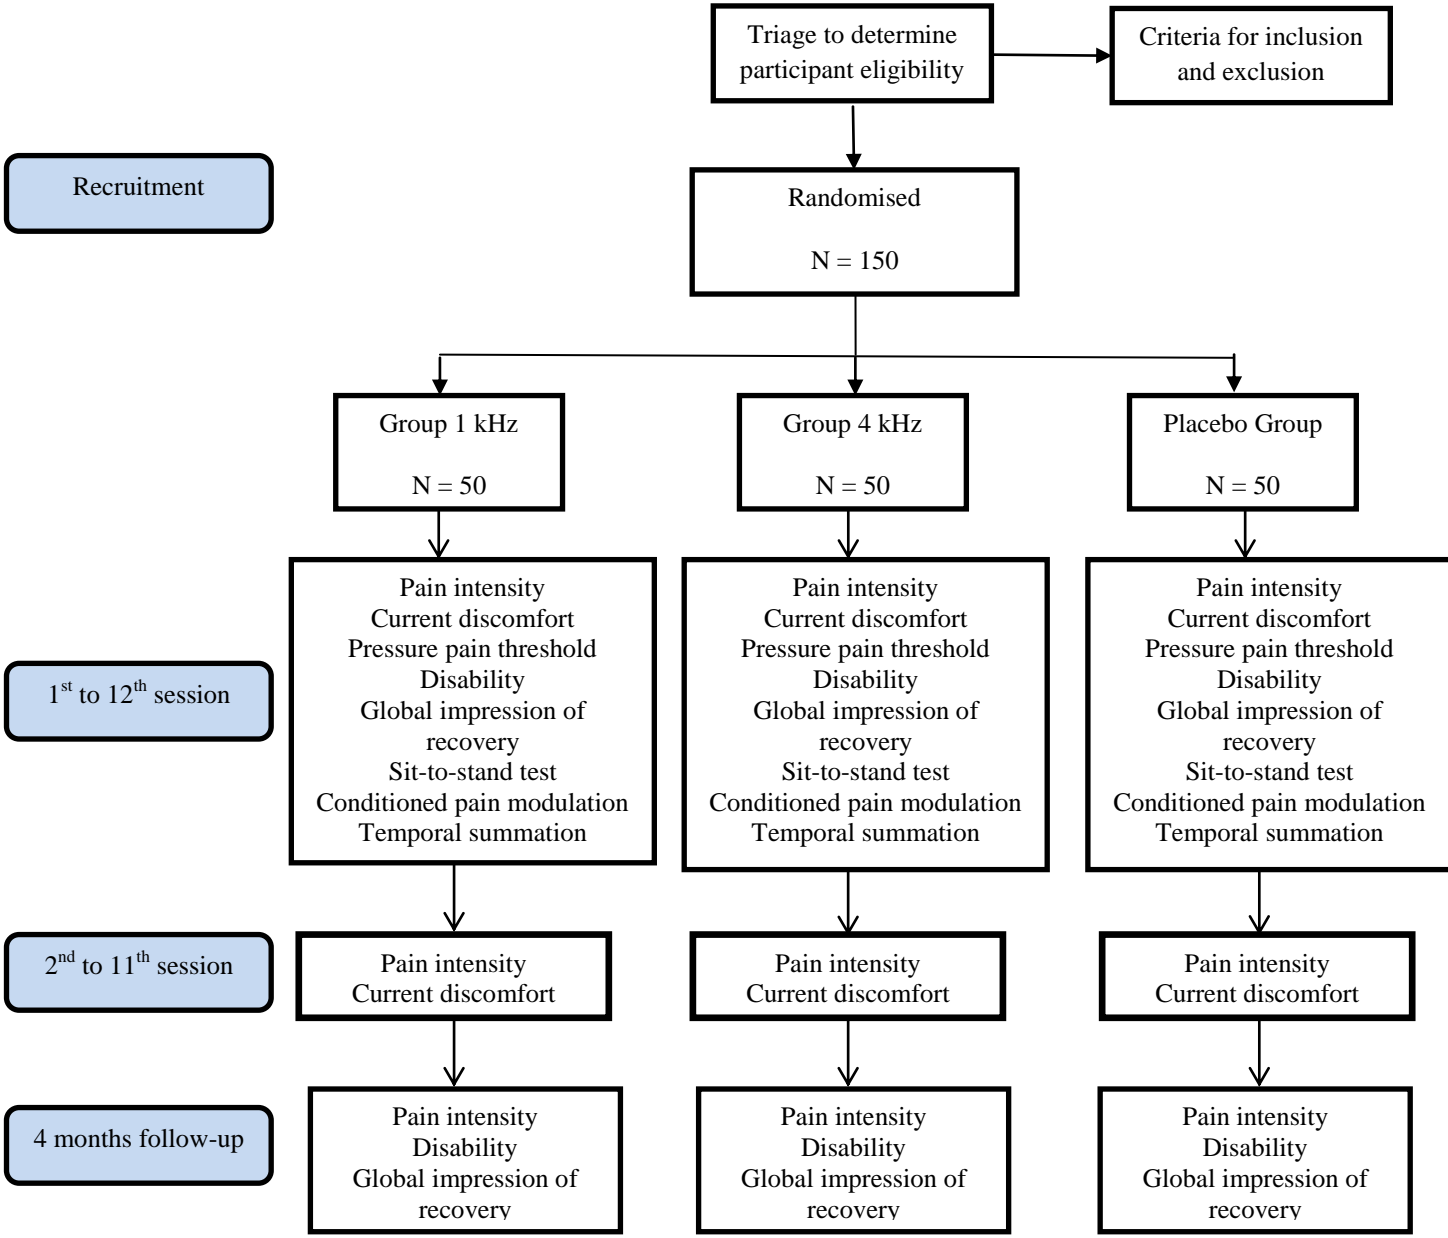 Triage to determine
participant eligibility
Criteria for inclusion
and exclusion
Recruitment
Randomised
N = 150
Group 1 kHz
N = 50
Group 4 kHz
N = 50
Placebo Group
N = 50
1st to 12th session
Pain intensity
Current discomfort
Pressure pain threshold
Disability
Global impression of
recovery
Sit-to-stand test
Conditioned pain modulation
Temporal summation
Pain intensity
Current discomfort
Pressure pain threshold
Disability
Global impression of
recovery
Sit-to-stand test
Conditioned pain modulation
Temporal summation
Pain intensity
Current discomfort
Pressure pain threshold
Disability
Global impression of
recovery
Sit-to-stand test
Conditioned pain modulation
Temporal summation
2nd to 11th session
Pain intensity
Current discomfort
Pain intensity
Current discomfort
Pain intensity
Current discomfort
4 months follow-up
Pain intensity
Disability
Global impression of
recovery
Pain intensity
Disability
Global impression of
recovery
Pain intensity
Disability
Global impression of
recovery